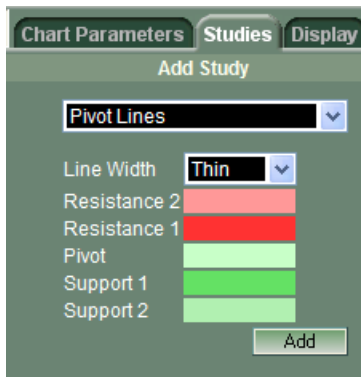 Chart Parameters Studies Display
Add Study
Pivot Lines
Line Width Thin
Resistance 2
Resistance 1
Pivot
Support 1
Support 2
Add